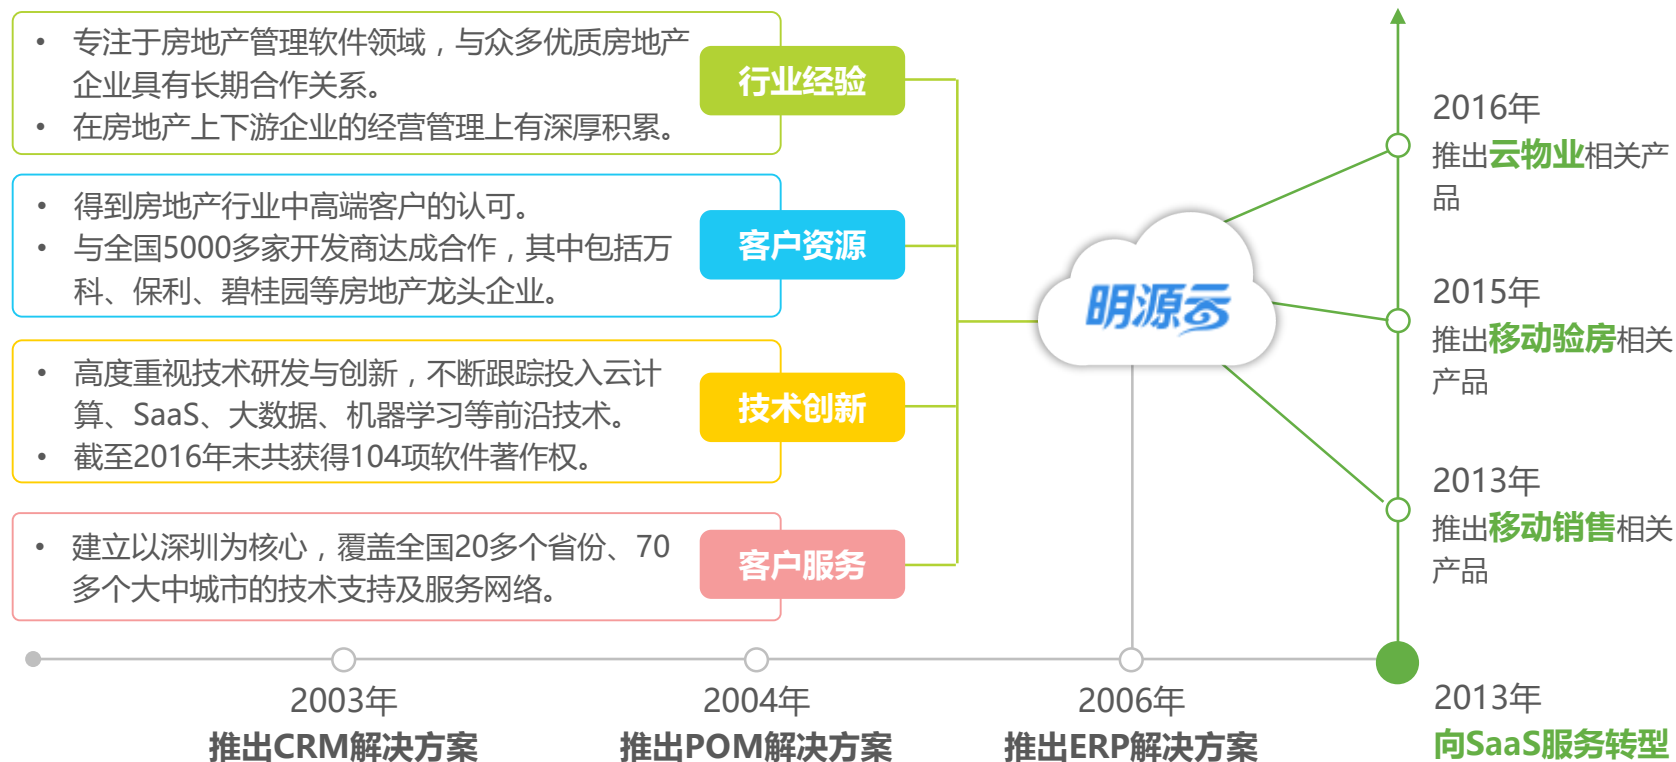 • 专注于房地产管理软件领域，与众多优质房地产
企业具有长期合作关系。
• 在房地产上下游企业的经营管理上有深厚积累。
行业经验
• 得到房地产行业中高端客户的认可。
• 与全国5000多家开发商达成合作，其中包括万
科、保利、碧桂园等房地产龙头企业。
客户资源
• 高度重视技术研发与创新，不断跟踪投入云计
算、SaaS、大数据、机器学习等前沿技术。
• 截至2016年末共获得104项软件著作权。
技术创新
• 建立以深圳为核心，覆盖全国20多个省份、70
多个大中城市的技术支持及服务网络。
客户服务
明源云
2016年
推出云物业相关产
品
2015年
推出移动验房相关
产品
2013年
推出移动销售相关
产品
2003年
推出CRM解决方案
2004年
推出POM解决方案
2006年
推出ERP解决方案
2013年
向SaaS服务转型